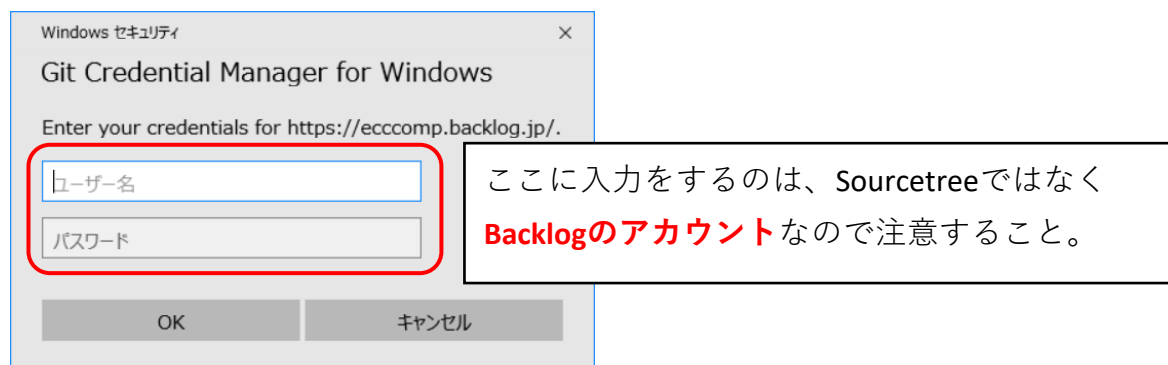 Windows セキュリティ
Git Credential Manager for Windows
Enter your credentials for https://ecccomp.backlog.jp/.
ユーザー名
パスワード
ここに入力をするのは、Sourcetreeではなく
Backlogのアカウントなので注意すること。
OK
キャンセル